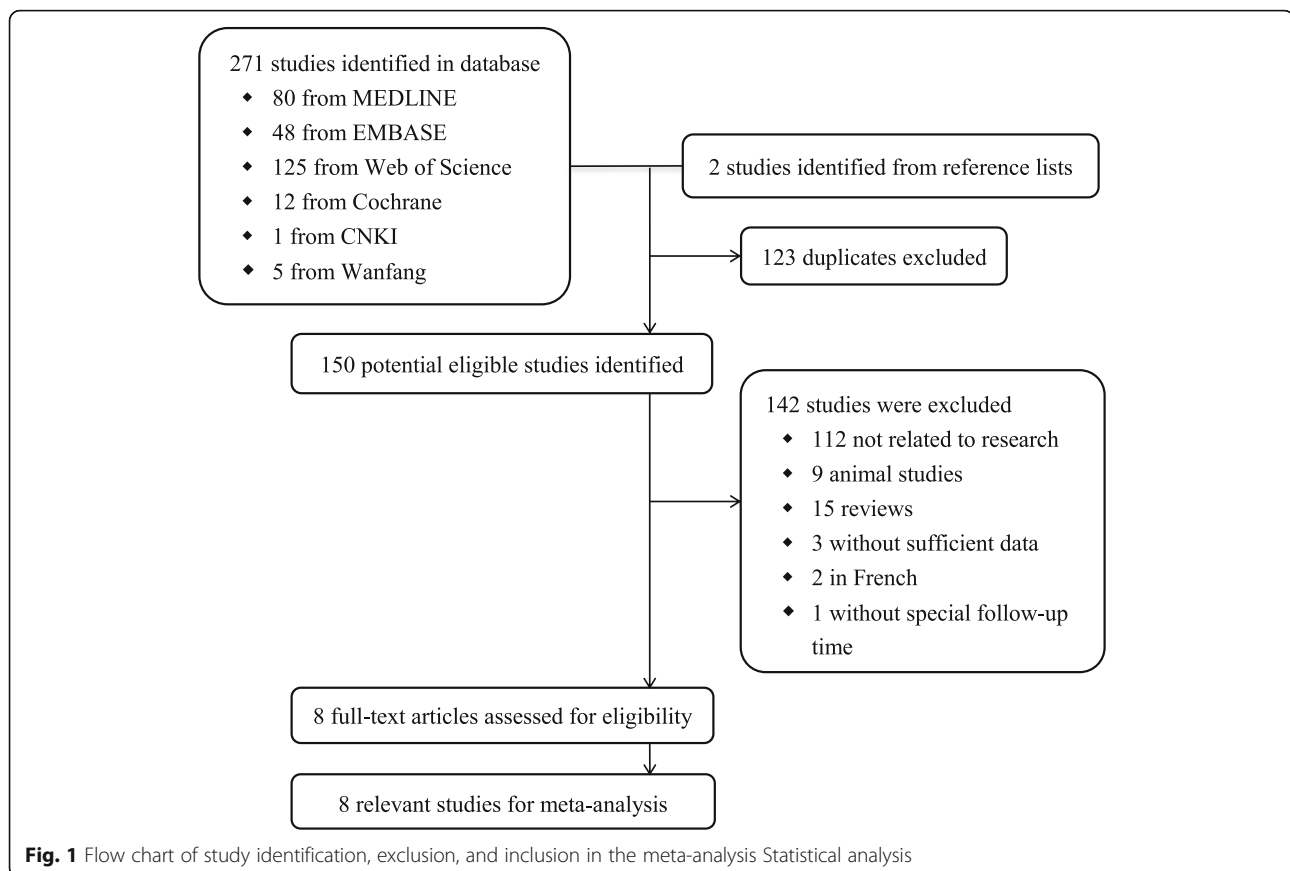 271 studies identified in database
◆ 80 from MEDLINE
◆ 48 from EMBASE
◆ 125 from Web of Science
◆ 12 from Cochrane
◆ 1 from CNKI
◆ 5 from Wanfang
2 studies identified from reference lists
123 duplicates excluded
150 potential eligible studies identified
142 studies were excluded
◆ 112 not related to research
◆ 9 animal studies
◆ 15 reviews
◆ 3 without sufficient data
◆ 2 in French
◆ 1 without special follow-up
time
8 full-text articles assessed for eligibility
8 relevant studies for meta-analysis
Fig. 1 Flow chart of study identification, exclusion, and inclusion in the meta-analysis Statistical analysis